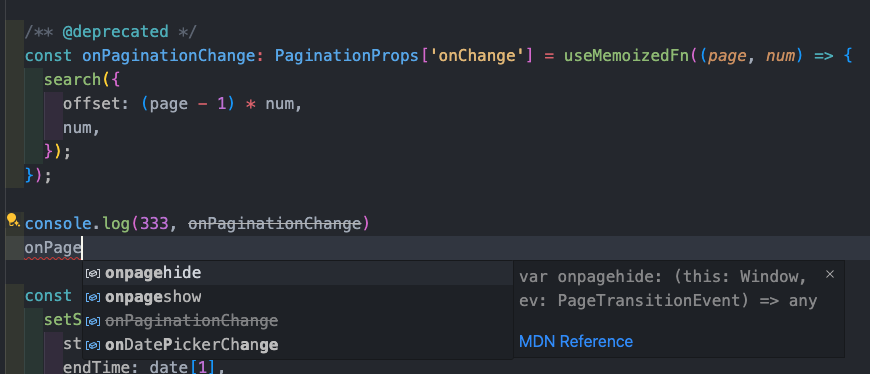 /** @deprecated */
const onPaginationChange: PaginationProps['onChange'] = useMemoizedFn((page, num) => {
search({
offset: (page - 1) * num,
num,
});
});
console.log(333, onPaginationChange)
onPage
onpagehide
onpageshow
onPaginationChange
onDatePickerChange
var onpagehide: (this: Window,
ev: PageTransitionEvent) => any
MDN Reference
const
setS
st
endTime: date[1],